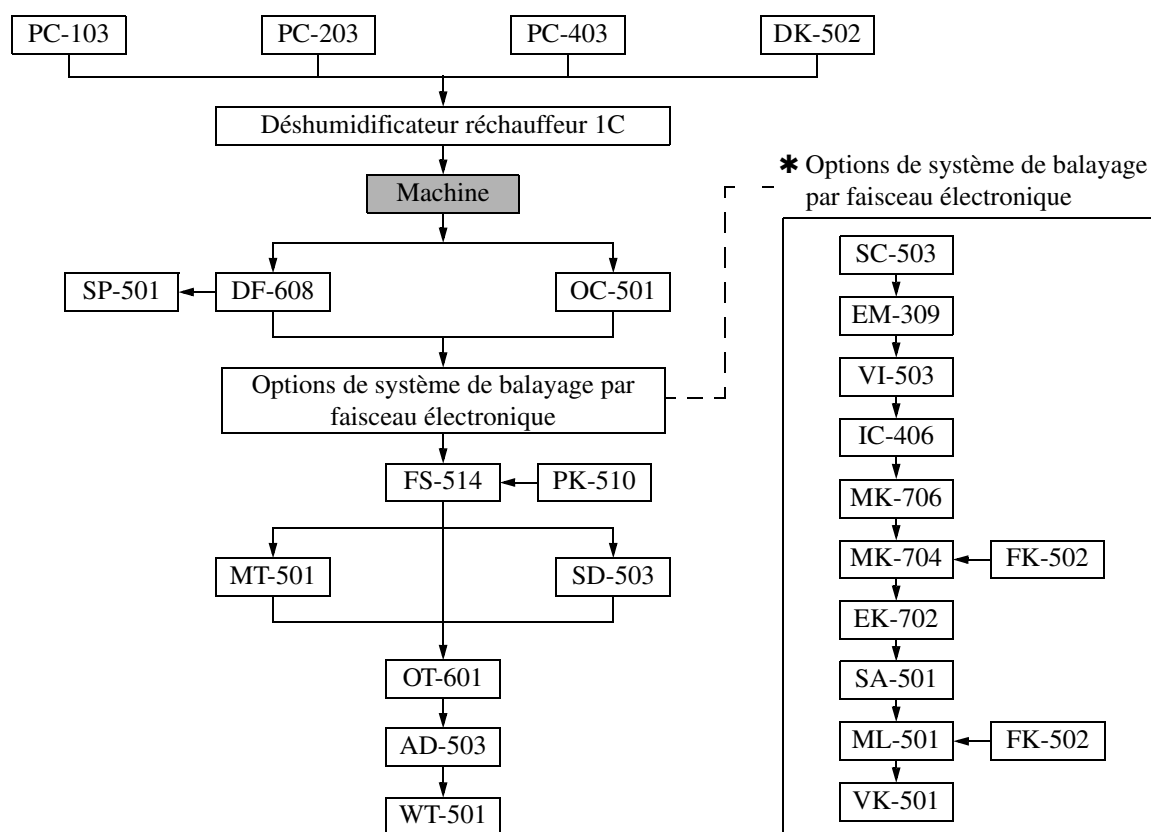 PC-103
PC-203
PC-403
DK-502
Déshumidificateur réchauffeur 1C
Machine
SP-501
DF-608
OC-501
Options de système de balayage par
faisceau électronique
FS-514
PK-510
MT-501
SD-503
OT-601
AD-503
WT-501
✱ Options de système de balayage
par faisceau électronique
SC-503
EM-309
VI-503
IC-406
MK-706
MK-704
FK-502
EK-702
SA-501
ML-501
FK-502
VK-501